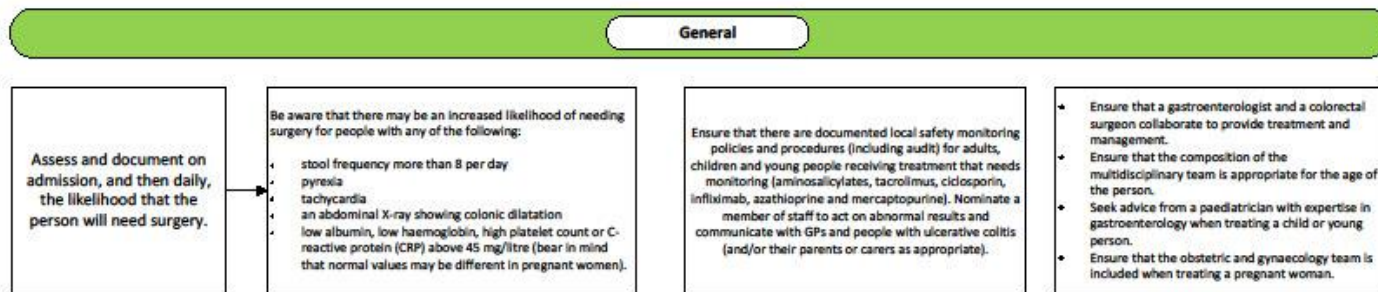 General
Assess and document on
admission, and then daily,
the likelihood that the
person will need surgery.
Be aware that there may be an increased likelihood of needing
surgery for people with any of the following:
• stool frequency more than 8 per day
• pyrexia
• tachycardia
• an abdominal X-ray showing colonic dilatation
• low albumin, low haemoglobin, high platelet count or C-
reactive protein (CRP) above 45 mg/litre (bear in mind
that normal values may be different in pregnant women).
Ensure that there are documented local safety monitoring
policies and procedures (including audit) for adults,
children and young people receiving treatment that needs
monitoring (aminosalicylates, tacrolimus, ciclosporin,
infliximab, azathioprine and mercaptopurine). Nominate a
member of staff to act on abnormal results and
communicate with GPs and people with ulcerative colitis
(and/or their parents or carers as appropriate).
• Ensure that a gastroenterologist and a colorectal
surgeon collaborate to provide treatment and
management.
• Ensure that the composition of the
multidisciplinary team is appropriate for the age of
the person.
• Seek advice from a paediatrician with expertise in
gastroenterology when treating a child or young
person.
• Ensure that the obstetric and gynaecology team is
included when treating a pregnant woman.